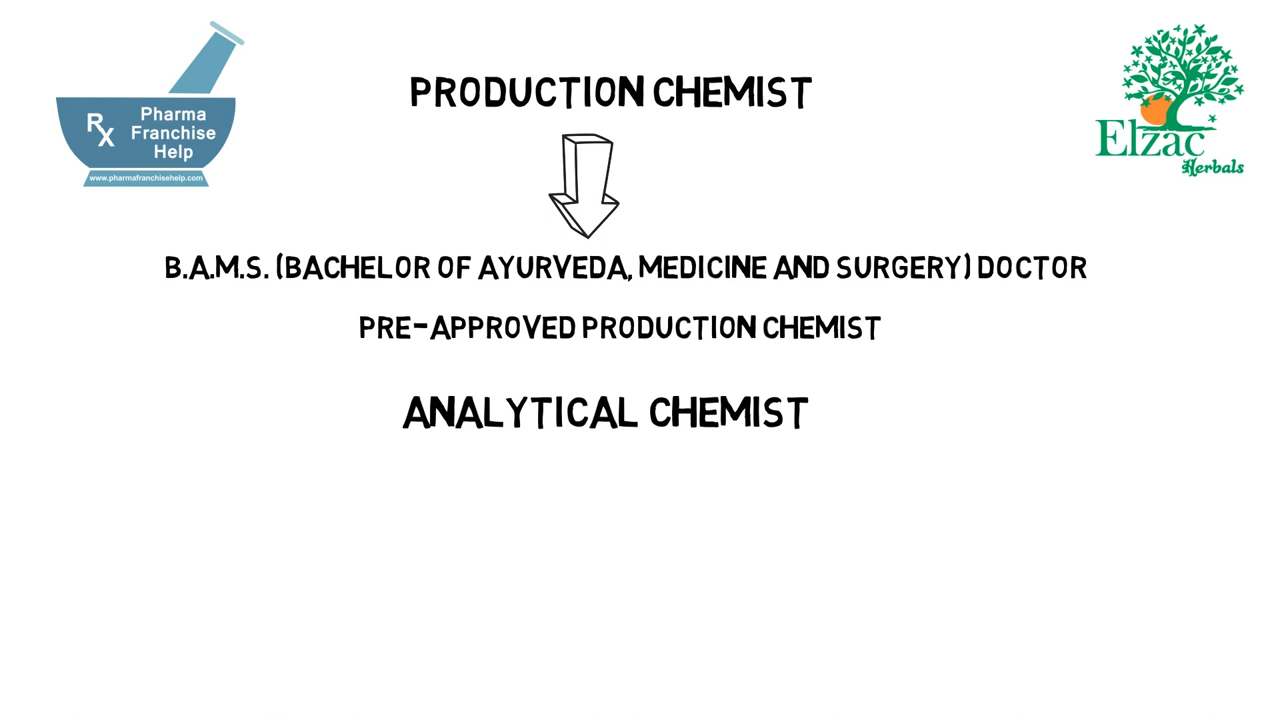 PRODUCTION CHEMIST
Rx
Pharma
Franchise
Help
www.pharmafranchisehelp.com
Elzac
Herbals
B.A.M.S. (BACHELOR OF AYURVEDA, MEDICINE AND SURGERY) DOCTOR
PRE-APPROVED PRODUCTION CHEMIST
ANALYTICAL CHEMIST